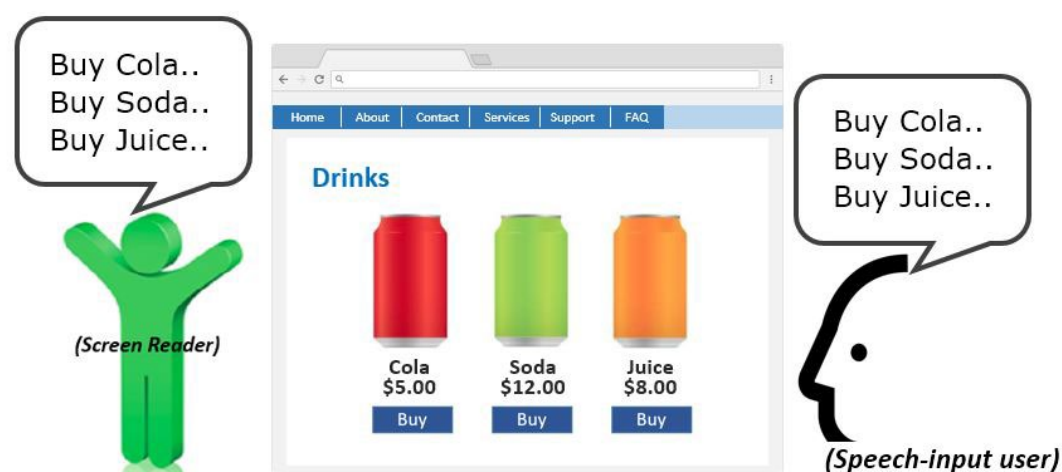 Buy Cola..
Buy Soda..
Buy Juice..
(Screen Reader)
Home About Contact Services Support FAQ
Drinks
Cola Soda Juice
$5.00 $12.00 $8.00
Buy Buy Buy
Buy Cola..
Buy Soda..
Buy Juice..
(Speech-input user)